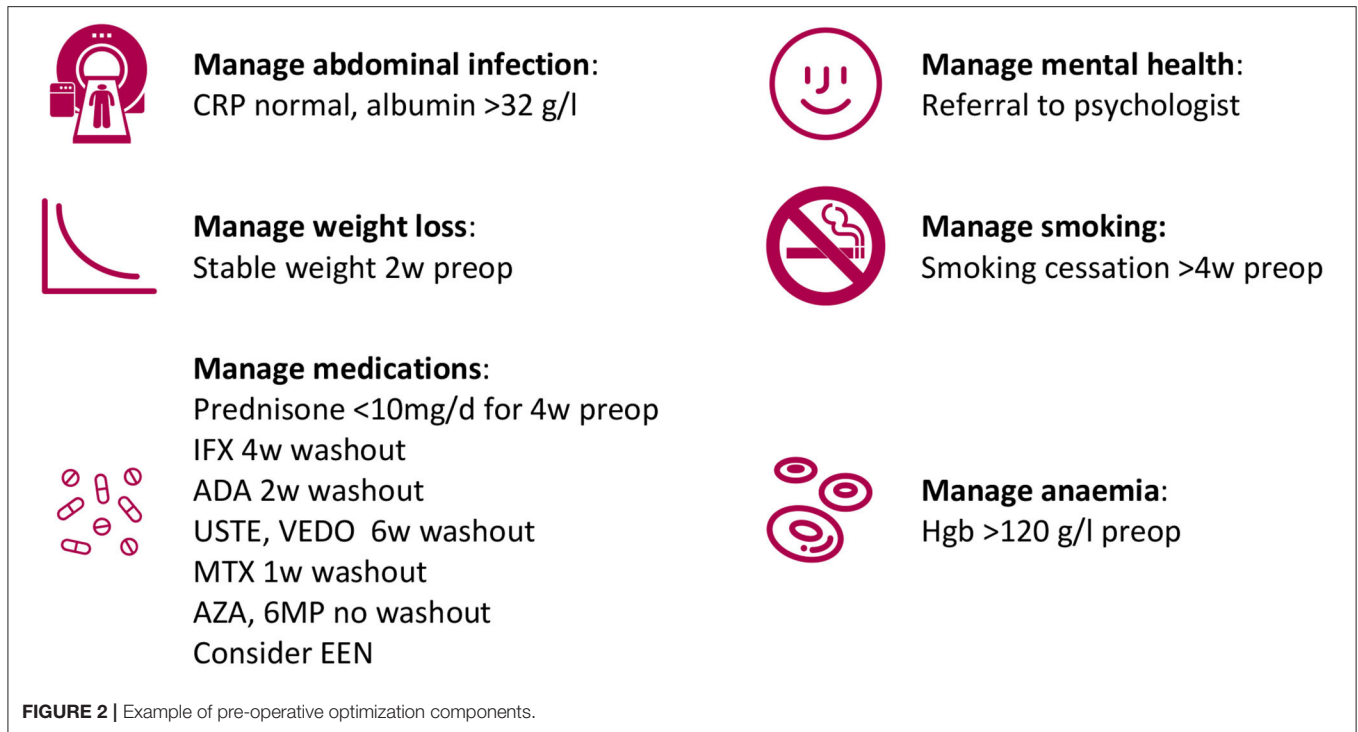 Manage abdominal infection:
CRP normal, albumin >32 g/l
Manage mental health:
Referral to psychologist
Manage weight loss:
Stable weight 2w preop
Manage smoking:
Smoking cessation >4w preop
Manage medications:
Prednisone <10mg/d for 4w preop
IFX 4w washout
ADA 2w washout
USTE, VEDO 6w washout
MTX 1w washout
AZA, 6MP no washout
Consider EEN
Manage anaemia:
Hgb >120 g/l preop
FIGURE 2 | Example of pre-operative optimization components.